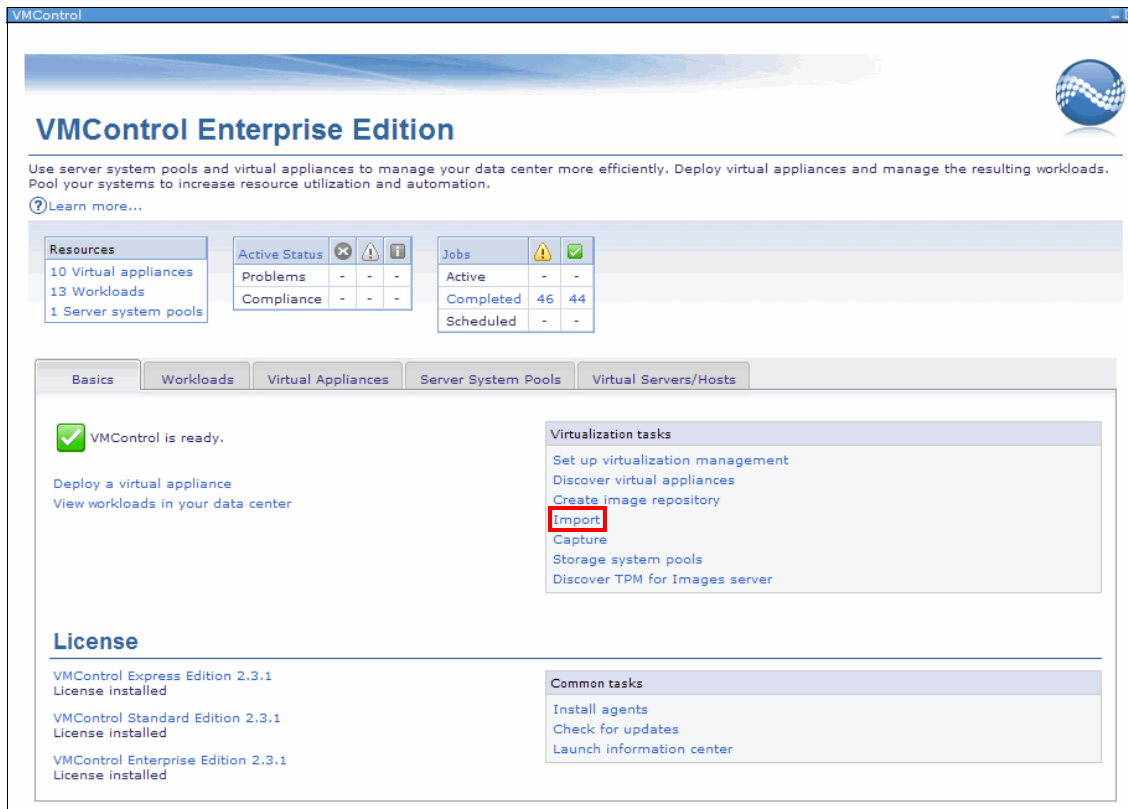 VMControl
VMControl Enterprise Edition
Use server system pools and virtual appliances to manage your data center more efficiently. Deploy virtual appliances and manage the resulting workloads.
Pool your systems to increase resource utilization and automation.
Learn more...
Resources
10 Virtual appliances
13 Workloads
1 Server system pools
Active Status
Problems - - -
Compliance - - -
Jobs
Active - -
Completed 46 44
Scheduled - -
Basics Workloads Virtual Appliances Server System Pools Virtual Servers/Hosts
VMControl is ready.
Deploy a virtual appliance
View workloads in your data center
Virtualization tasks
Set up virtualization management
Discover virtual appliances
Create image repository
Import
Capture
Storage system pools
Discover TPM for Images server
License
VMControl Express Edition 2.3.1
License installed
VMControl Standard Edition 2.3.1
License installed
VMControl Enterprise Edition 2.3.1
License installed
Common tasks
Install agents
Check for updates
Launch information center